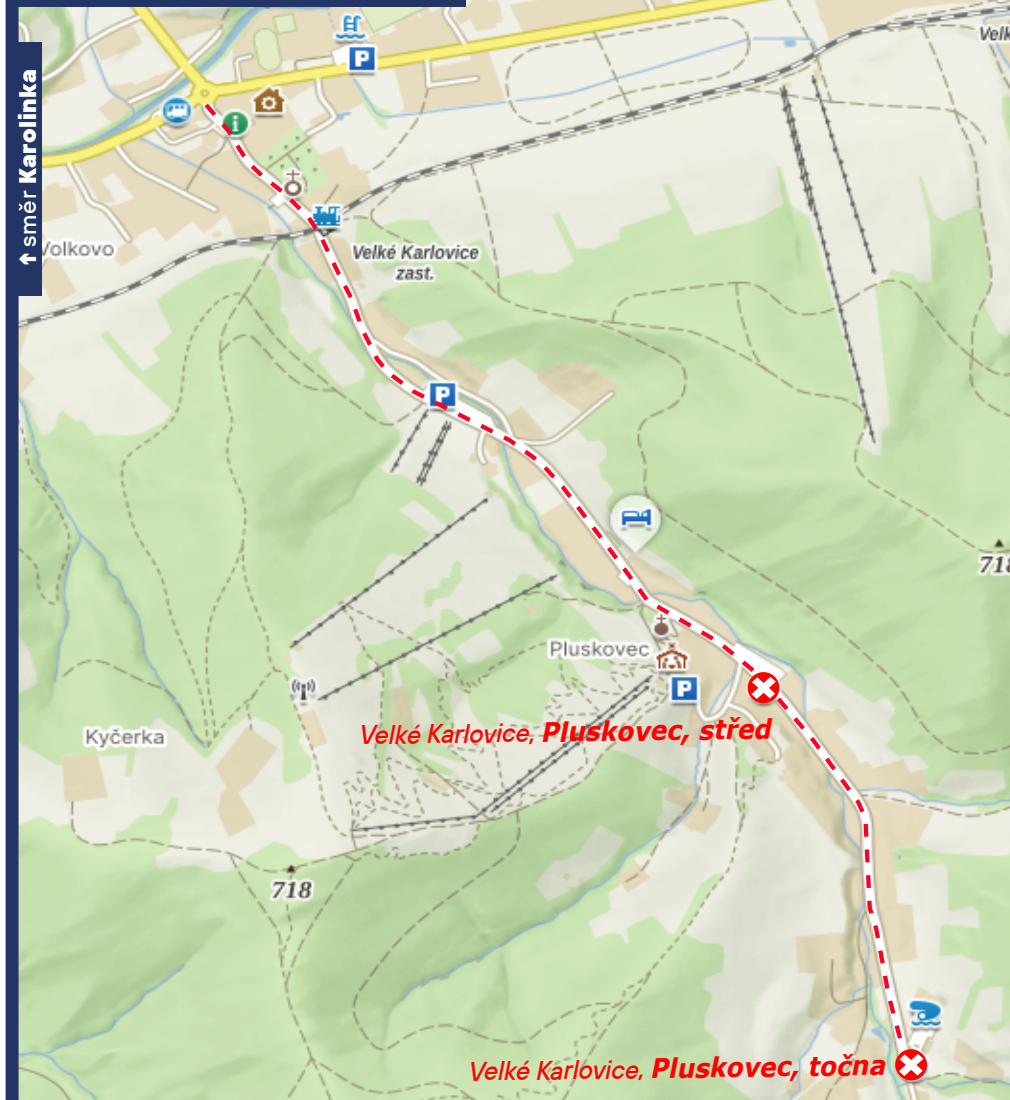 ↑ směr Karolinka
P
i
Velk
Volkovo
Velké Karlovice
zast.
P
718
Pluskovec
P
Velké Karlovice, Pluskovec, střed
Kyčerka
718
Velké Karlovice, Pluskovec, točna